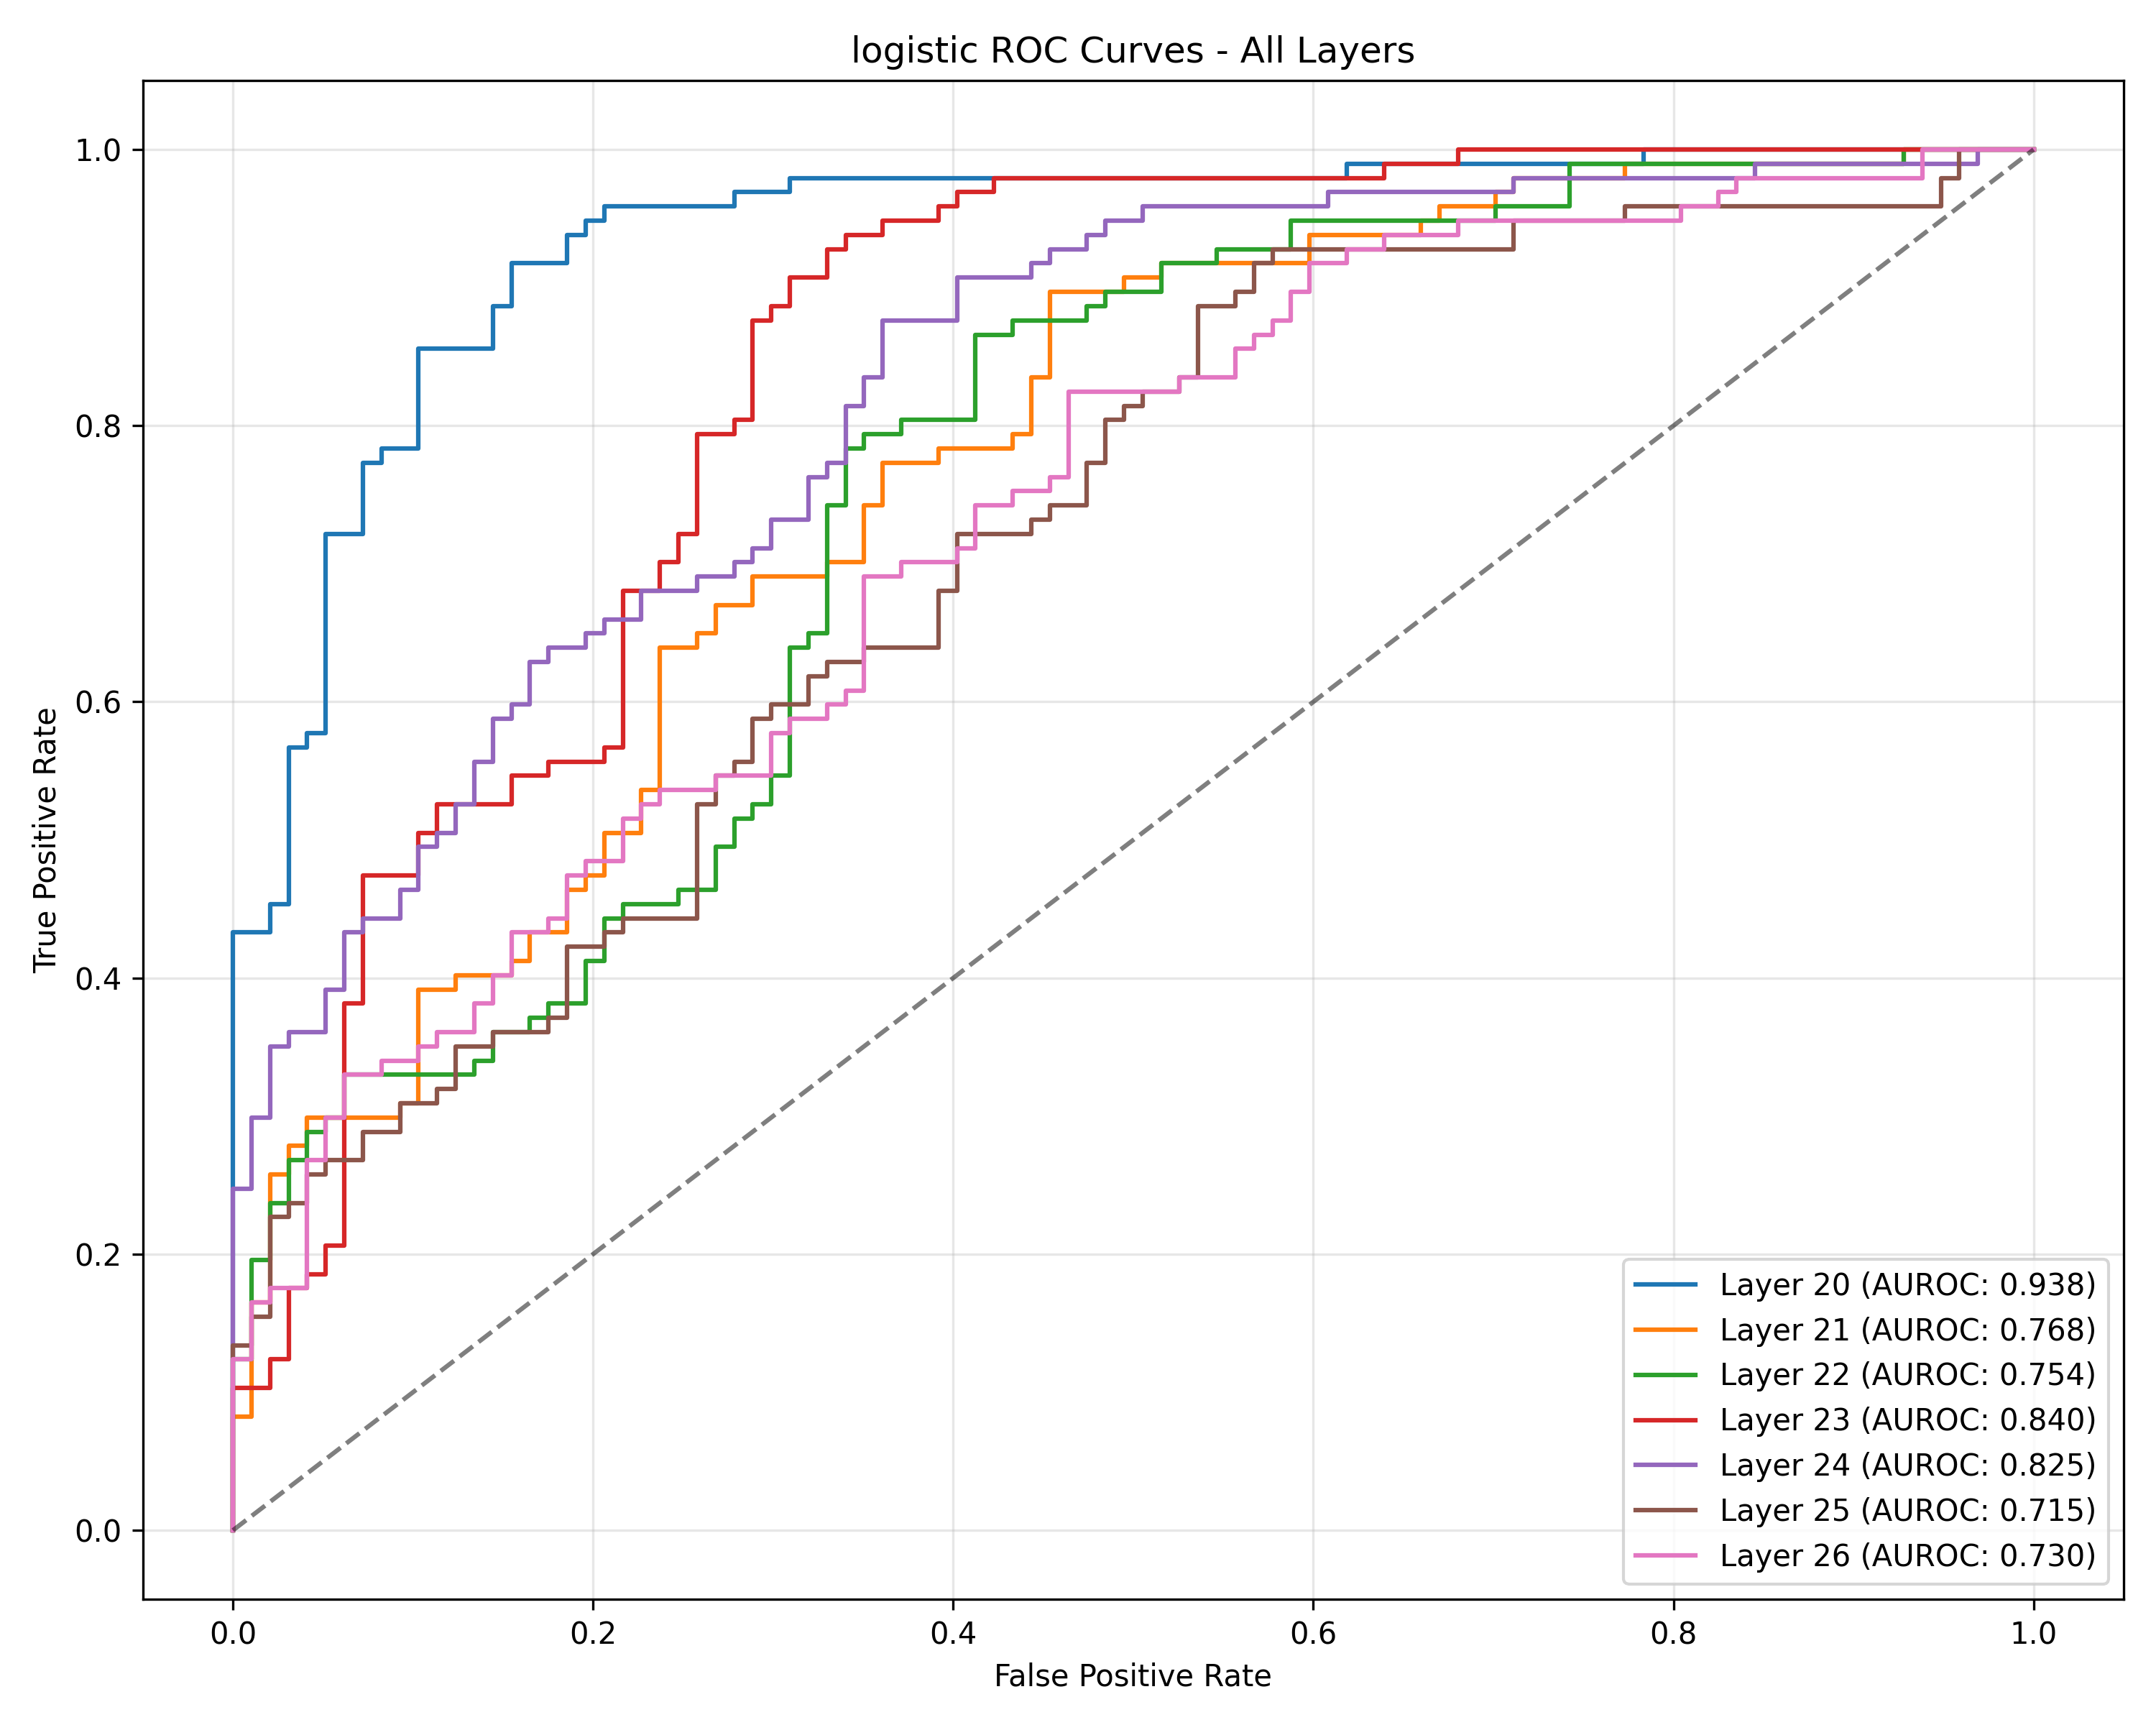 logistic ROC Curves - All Layers
True Positive Rate
1.0
0.8
0.6
0.4
0.2
0.0
0.0 0.2 0.4 0.6 0.8 1.0
False Positive Rate
Layer 20 (AUROC: 0.938)
Layer 21 (AUROC: 0.768)
Layer 22 (AUROC: 0.754)
Layer 23 (AUROC: 0.840)
Layer 24 (AUROC: 0.825)
Layer 25 (AUROC: 0.715)
Layer 26 (AUROC: 0.730)